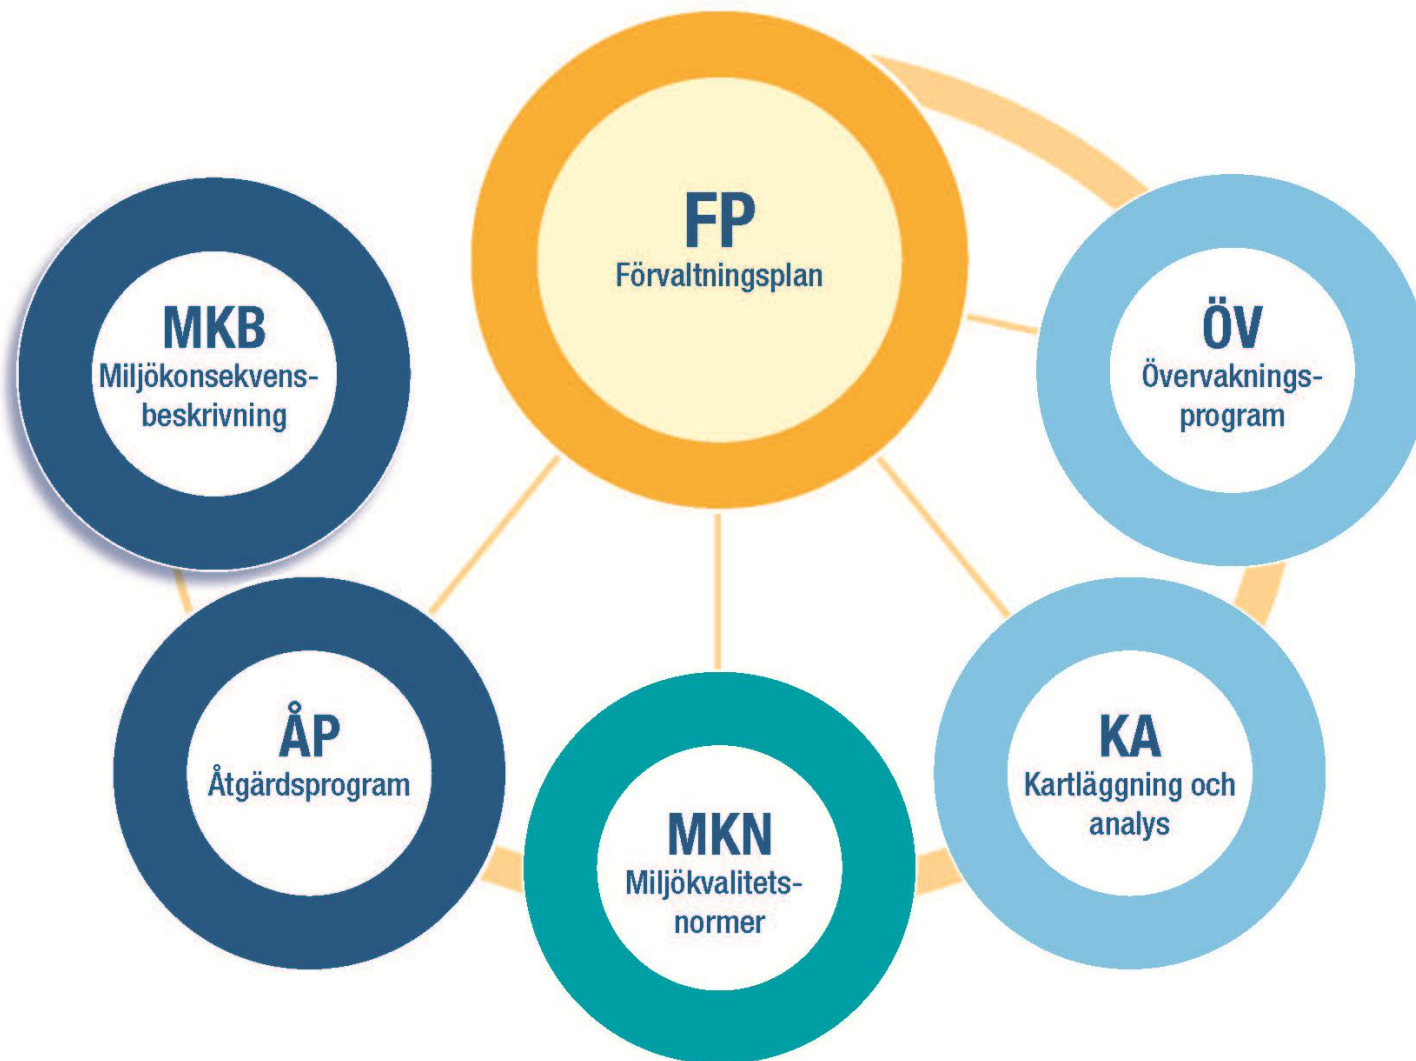 FP
Förvaltningsplan
MKB
Miljökonsekvens-
beskrivning
ÖV
Övervaknings-
program
ÅP
Åtgärdsprogram
MKN
Miljökvalitets-
normer
KA
Kartläggning och
analys